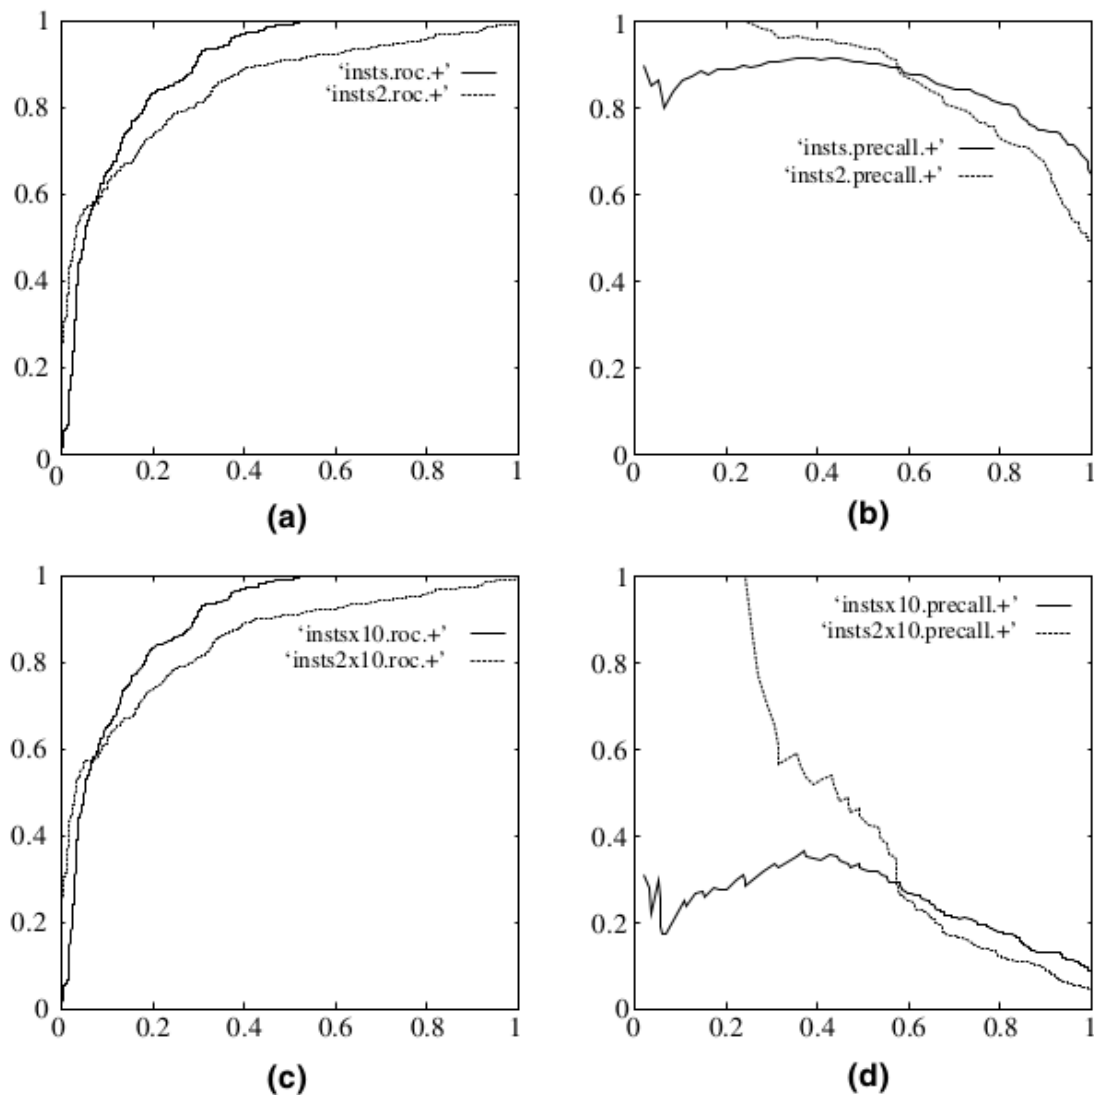 1
0.8
0.6
0.4
0.2
0
0 0.2 0.4 0.6 0.8 1
'insts.roc.+'
'insts2.roc.+'
(a)
1
0.8
0.6
0.4
0.2
0
0 0.2 0.4 0.6 0.8 1
'insts.precall.+'
'insts2.precall.+'
(b)
1
0.8
0.6
0.4
0.2
0
0 0.2 0.4 0.6 0.8 1
'instsx10.roc.+'
'insts2x10.roc.+'
(c)
1
0.8
0.6
0.4
0.2
0
0 0.2 0.4 0.6 0.8 1
'instsx10.precall.+'
'insts2x10.precall.+'
(d)